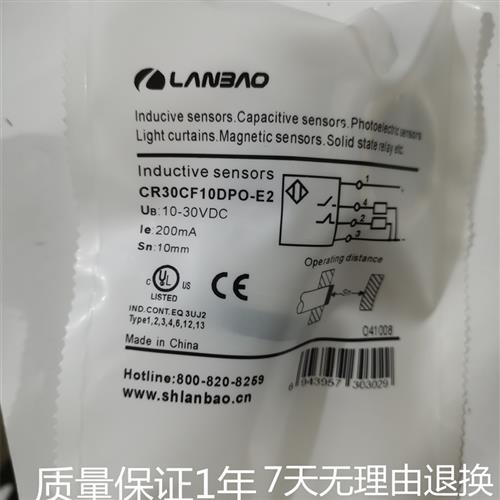 LANBAO
Inducive sensors.Capacitive sensors.Photoelectric sensors
Light curtains.Magnetic sensors.Solid state relay etc.
Inductive sensors
CR30CF10DPO-E2
UB:10-30VDC
Ie:200mA
Sn:10mm
1
4
2
3
+
-
Operating distance
C UL US
LISTED
CE
IND.CONT.EQ 3UJ2
Type1,2,3,4,6,12,13
041008
Made in China
Hotline:800-820-8259
www.shlanbao.cn
6 943957 303029
质量保证1年 7天无理由退换